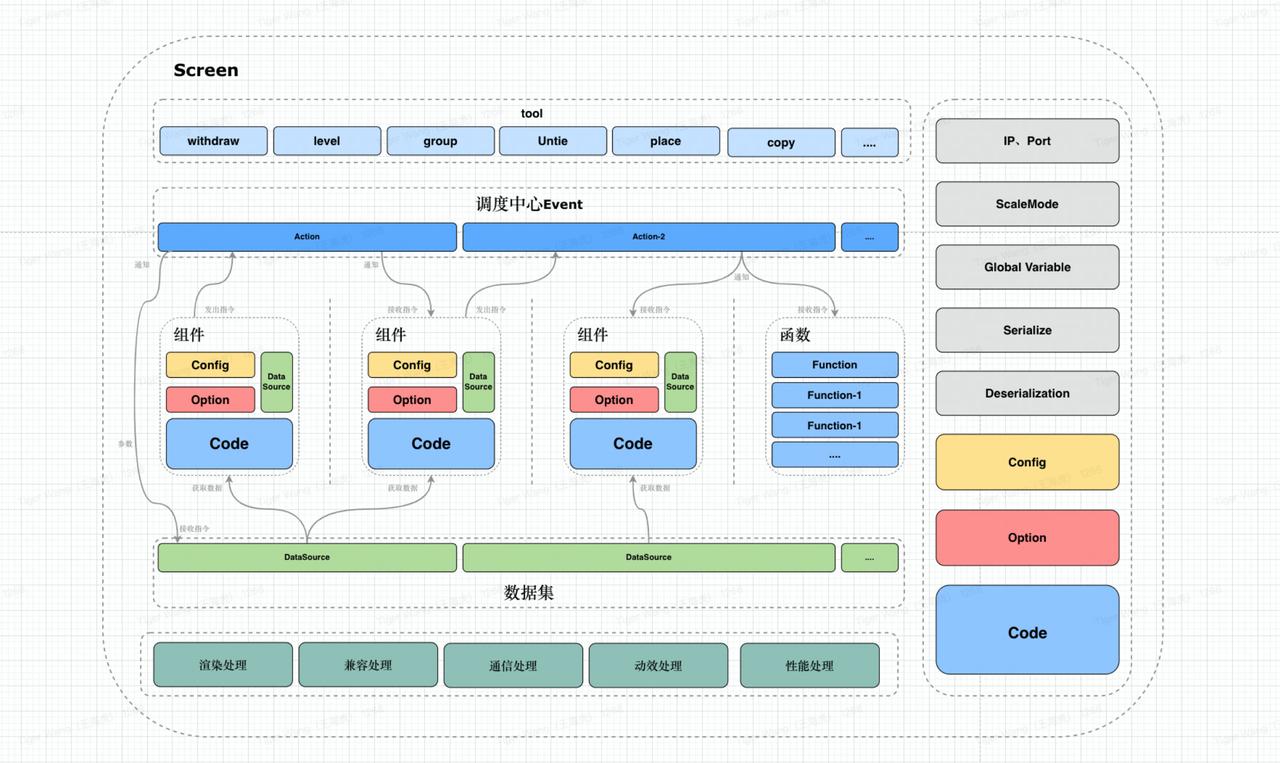 Screen
tool
withdraw
level
group
Untie
place
copy
....
调度中心Event
Action
Action-2
....
通知
发出指令
通知
接收指令
发出指令
通知
接收指令
接收指令
组件
Config
Option
Data
Source
Code
组件
Config
Option
Data
Source
Code
组件
Config
Option
Data
Source
Code
函数
Function
Function-1
Function-1
....
参数
获取数据
获取数据
获取数据
接收指令
DataSource
DataSource
....
数据集
渲染处理
兼容处理
通信处理
动效处理
性能处理
IP、Port
ScaleMode
Global Variable
Serialize
Deserialization
Config
Option
Code
Tiger Wang（王海虎） 1266